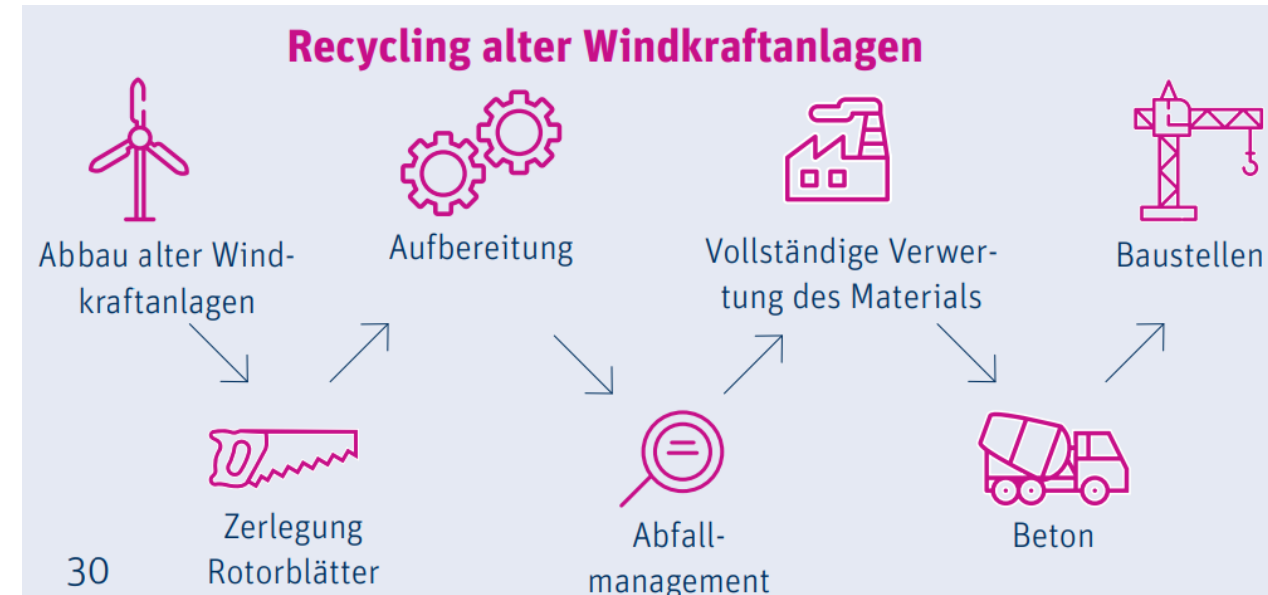 Recycling alter Windkraftanlagen
Abbau alter Wind-
kraftanlagen
Zerlegung
Rotorblätter
Aufbereitung
Abfall-
management
Vollständige Verwer-
tung des Materials
Beton
Baustellen
30